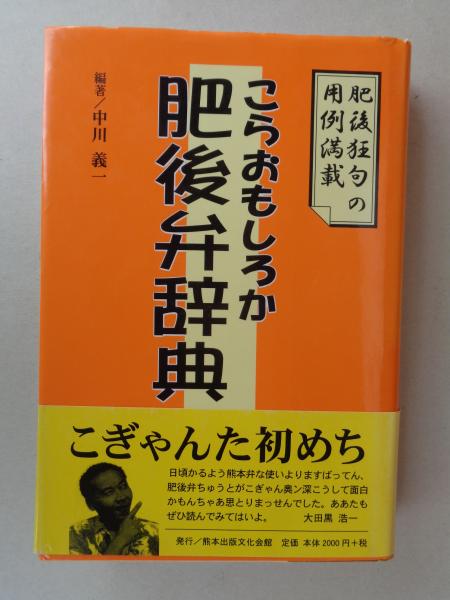 肥後狂句の
用例満載
こらおもしろか
肥後弁辞典
編著/中川 義一
こぎゃんた初めち
日頃かるよう熊本弁な使いよりますばってん、
肥後弁ちゅうとがこぎゃん奥ン深こうして面白
かもんちゃあ思とりまっせんでした。ああたも
ぜひ読んでみてはいよ。 大田黒 浩一
発行/熊本出版文化会館 定価 本体2000円+税